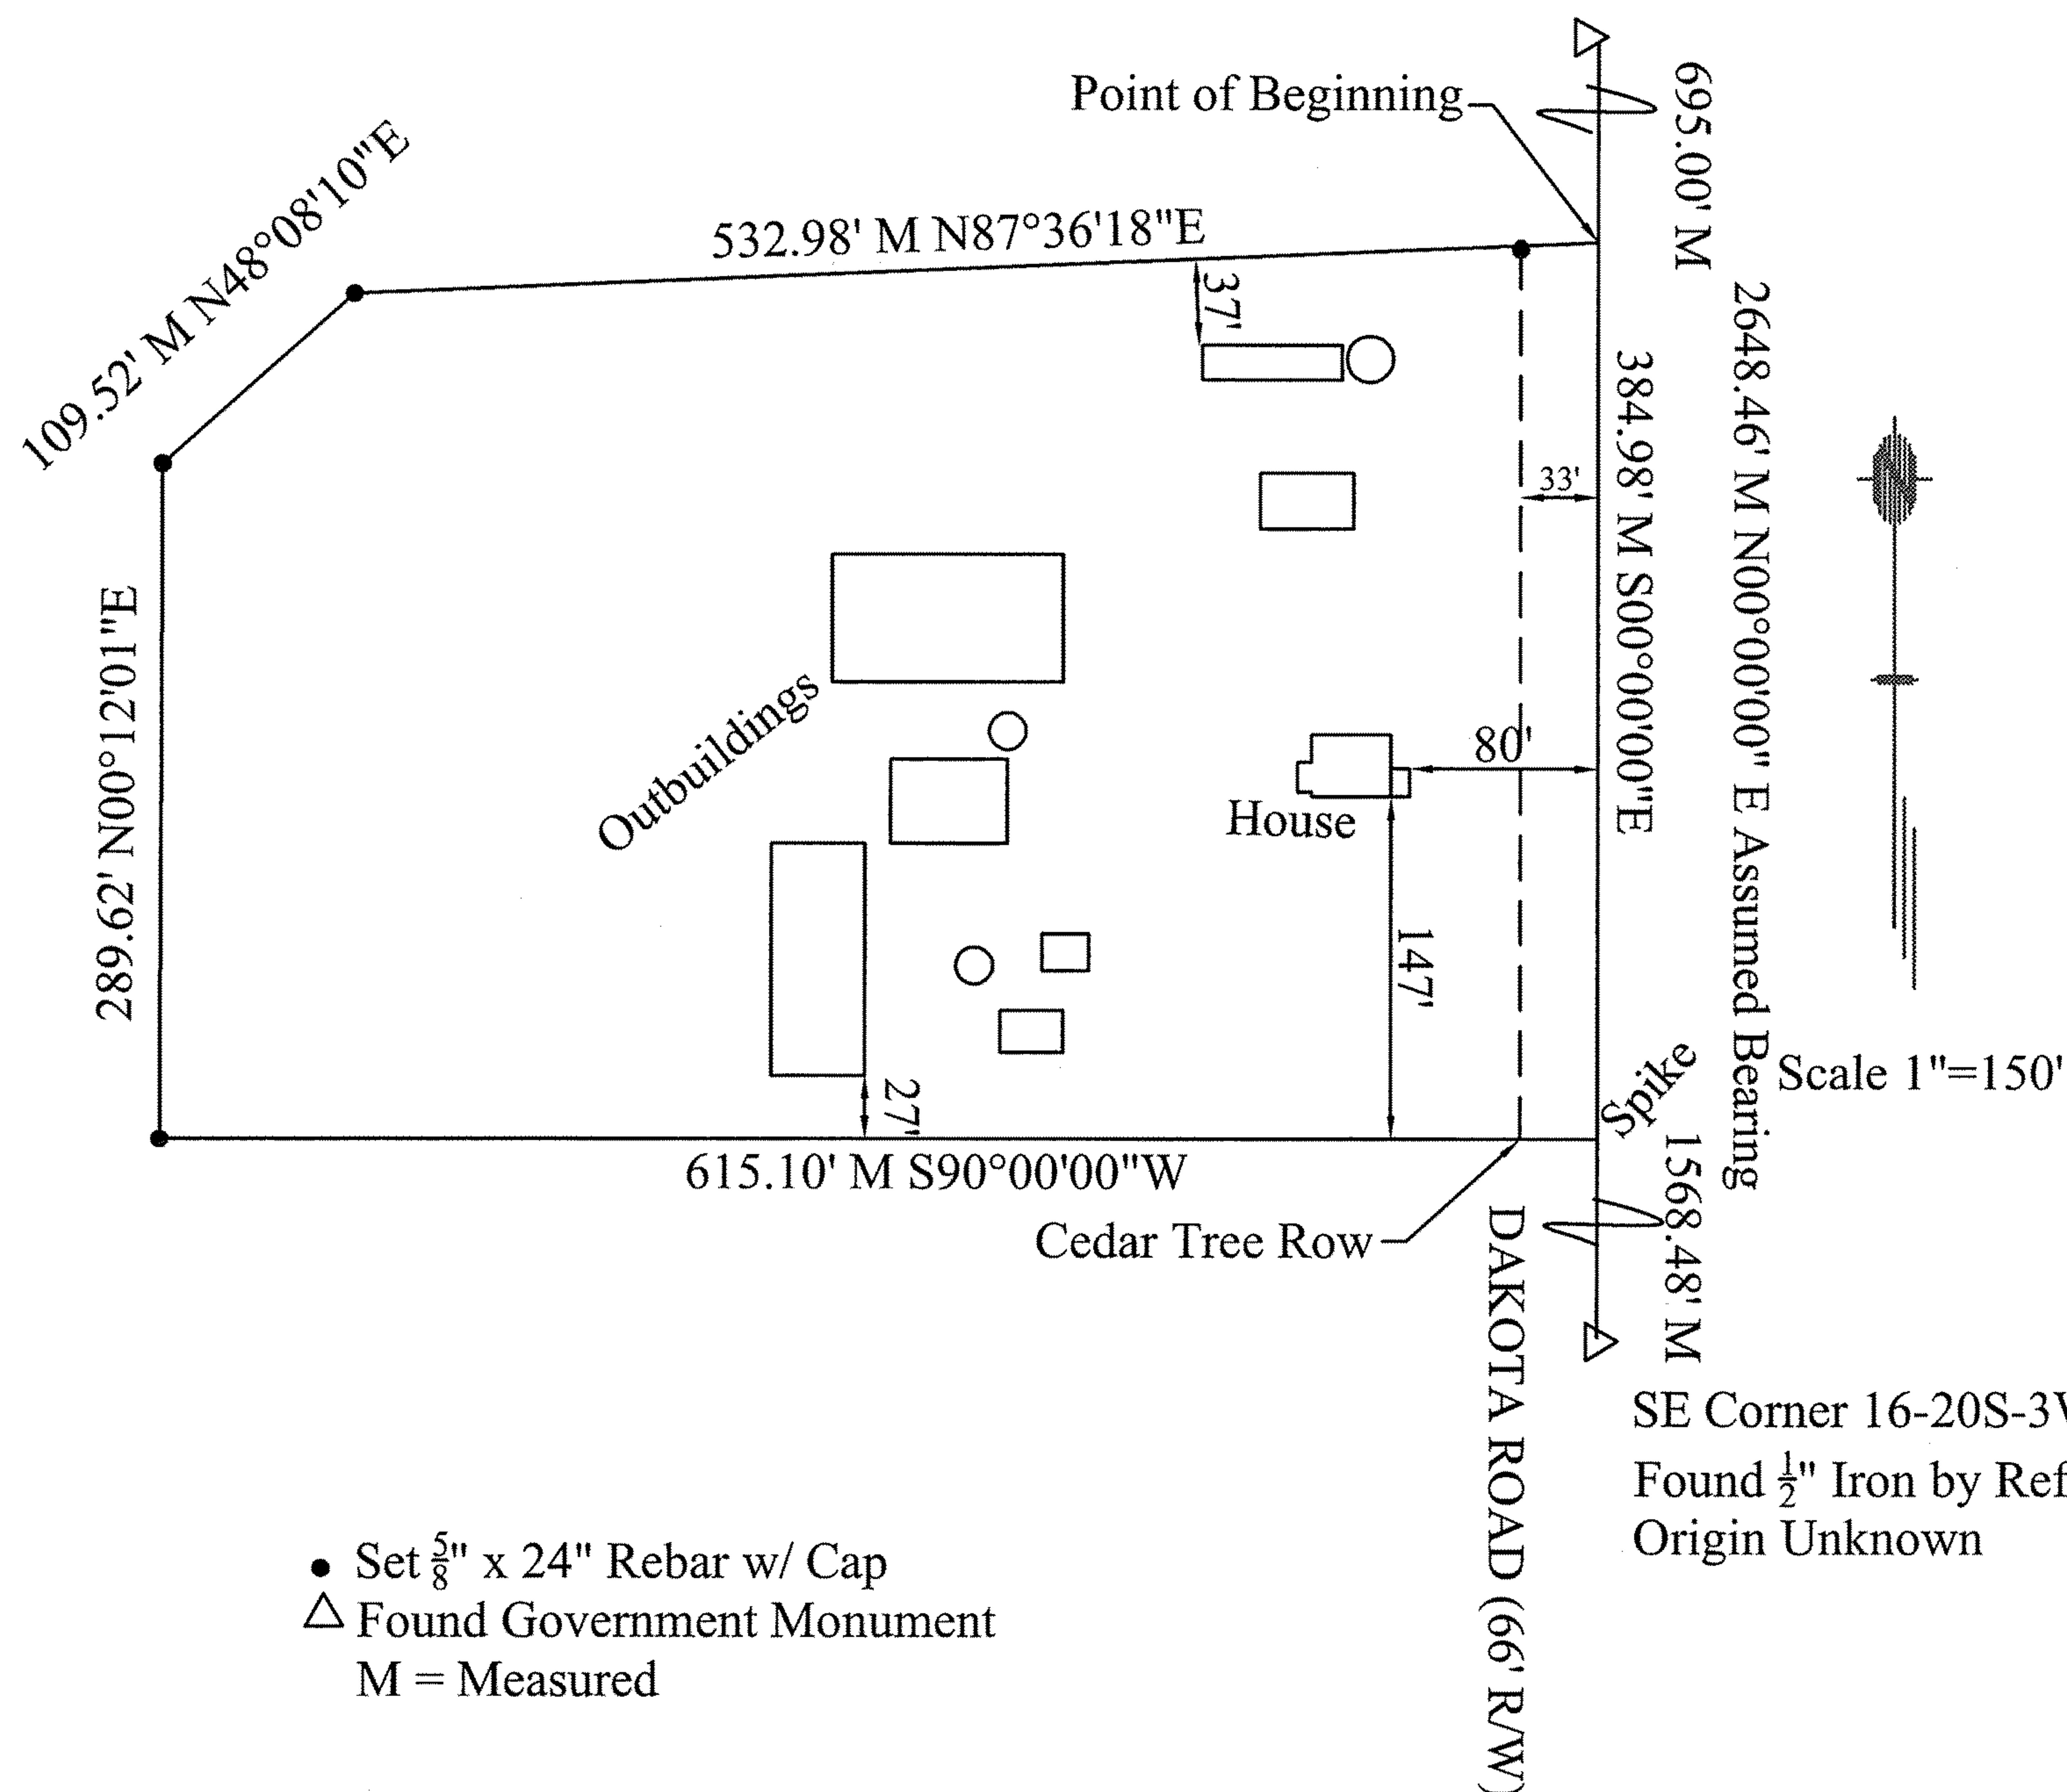 Point of Beginning
695.00' M
532.98' M N87°36'18"E
109.52' M N48°08'10"E
37'
2648.46' M N00°00'00" E Assumed Bearing
384.98' M S00°00'00"E
33'
N
289.62' N00°12'01"E
Outbuildings
80'
House
147'
27'
Spike
Scale 1"=150'
615.10' M S90°00'00"W
1568.48' M
Cedar Tree Row
DAKOTA ROAD (66' R/W)
SE Corner 16-20S-3
Found 1/2" Iron by Ref
Origin Unknown
Set 5/8" x 24" Rebar w/ Cap
Found Government Monument
M = Measured